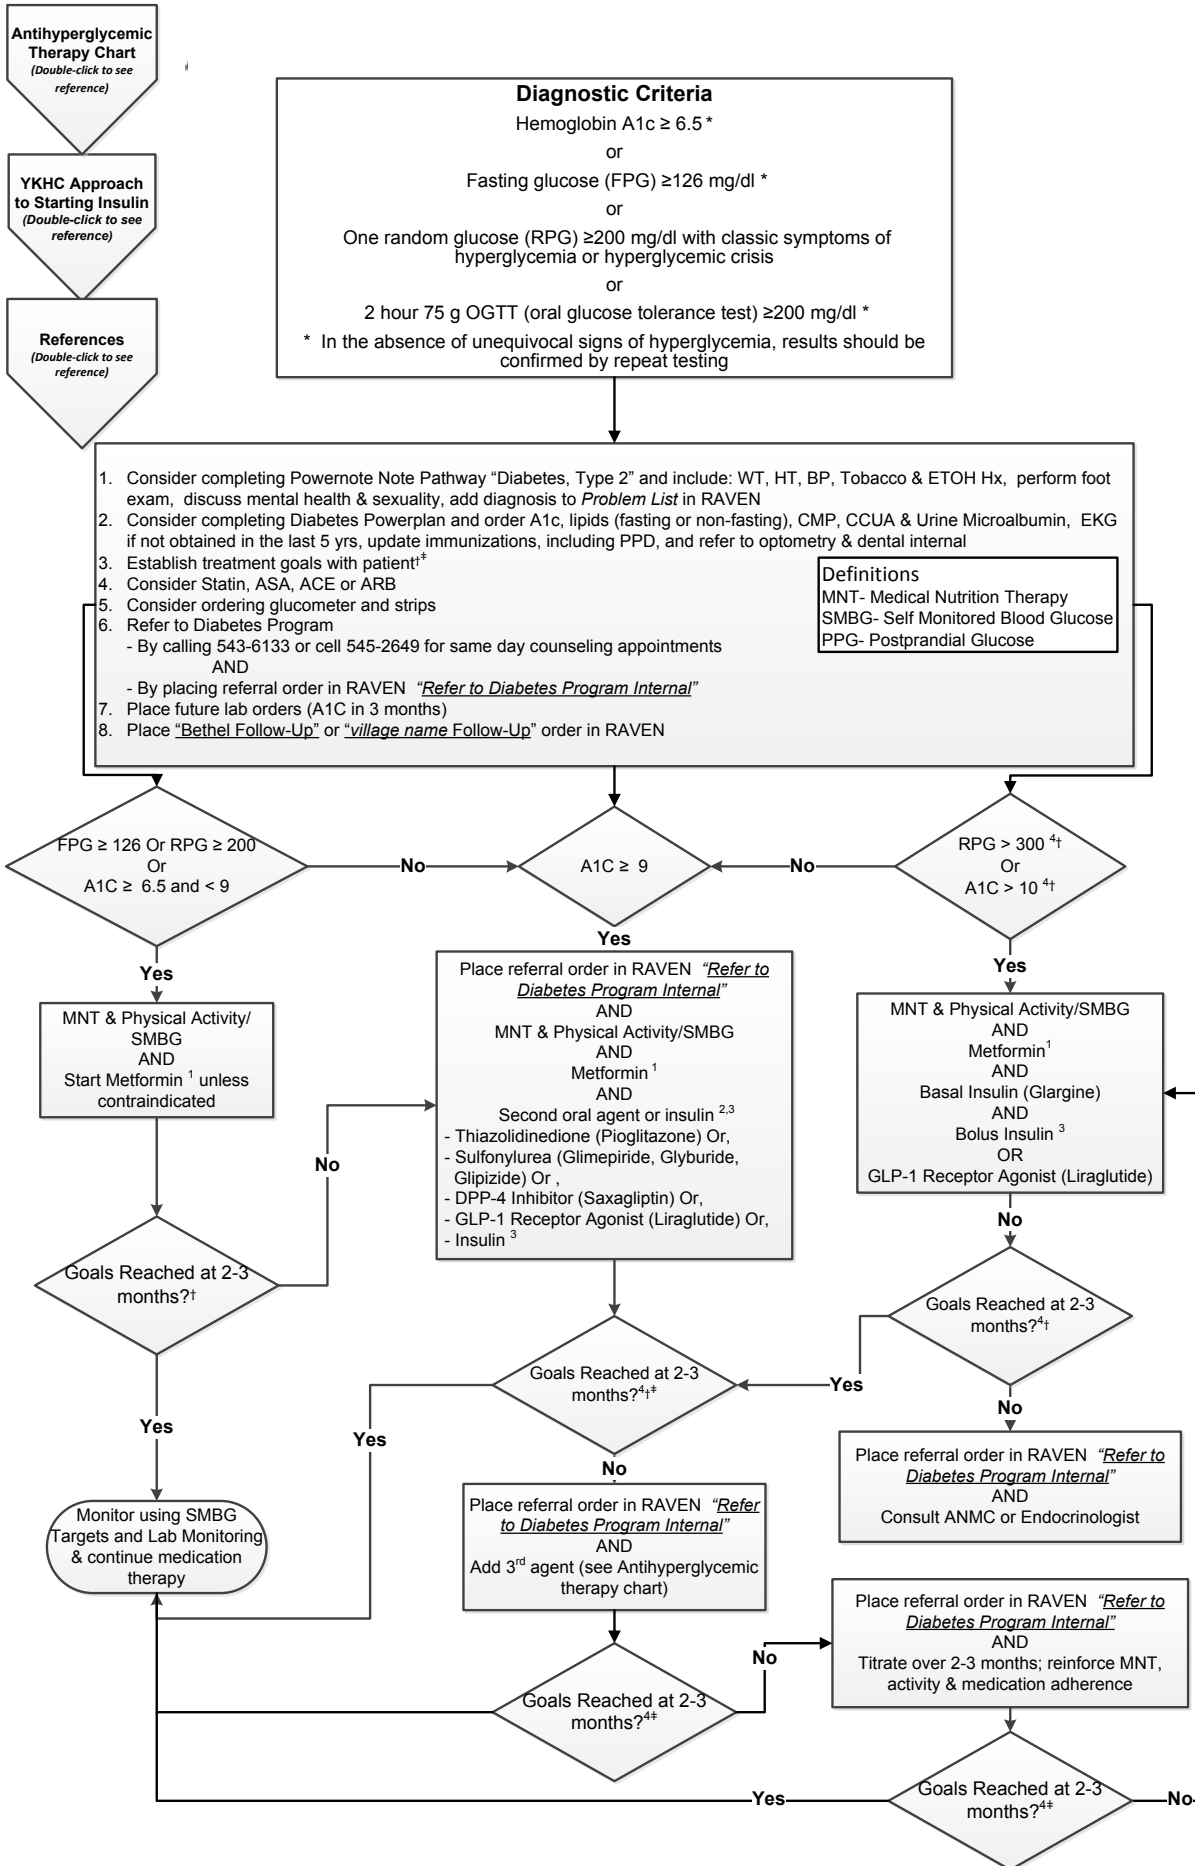 Antihyperglycemic
Therapy Chart
(Double-click to see
reference)
YKHC Approach
to Starting Insulin
(Double-click to see
reference)
References
(Double-click to see
reference)
Diagnostic Criteria
Hemoglobin A1c ≥ 6.5 *
or
Fasting glucose (FPG) ≥126 mg/dl *
or
One random glucose (RPG) ≥200 mg/dl with classic symptoms of
hyperglycemia or hyperglycemic crisis
or
2 hour 75 g OGTT (oral glucose tolerance test) ≥200 mg/dl *
* In the absence of unequivocal signs of hyperglycemia, results should be
confirmed by repeat testing
1. Consider completing Powernote Note Pathway “Diabetes, Type 2” and include: WT, HT, BP, Tobacco & ETOH Hx, perform foot
exam, discuss mental health & sexuality, add diagnosis to Problem List in RAVEN
2. Consider completing Diabetes Powerplan and order A1c, lipids (fasting or non-fasting), CMP, CCUA & Urine Microalbumin, EKG
if not obtained in the last 5 yrs, update immunizations, including PPD, and refer to optometry & dental internal
3. Establish treatment goals with patient†‡
4. Consider Statin, ASA, ACE or ARB
5. Consider ordering glucometer and strips
6. Refer to Diabetes Program
- By calling 543-6133 or cell 545-2649 for same day counseling appointments
AND
- By placing referral order in RAVEN “Refer to Diabetes Program Internal”
7. Place future lab orders (A1C in 3 months)
8. Place “Bethel Follow-Up” or “village name Follow-Up” order in RAVEN
Definitions
MNT- Medical Nutrition Therapy
SMBG- Self Monitored Blood Glucose
PPG- Postprandial Glucose
FPG ≥ 126 Or RPG ≥ 200
Or
A1C ≥ 6.5 and < 9
No
A1C ≥ 9
No
RPG > 300 4†
Or
A1C > 10 4†
Yes
MNT & Physical Activity/
SMBG
AND
Start Metformin 1 unless
contraindicated
No
Goals Reached at 2-3
months?†
Yes
Monitor using SMBG
Targets and Lab Monitoring
& continue medication
therapy
Yes
Place referral order in RAVEN “Refer to
Diabetes Program Internal”
AND
MNT & Physical Activity/SMBG
AND
Metformin1
AND
Second oral agent or insulin 2,3
- Thiazolidinedione (Pioglitazone) Or,
- Sulfonylurea (Glimepiride, Glyburide,
Glipizide) Or ,
- DPP-4 Inhibitor (Saxagliptin) Or,
- GLP-1 Receptor Agonist (Liraglutide) Or,
- Insulin 3
Goals Reached at 2-3
months?4†‡
Yes
No
Place referral order in RAVEN “Refer
to Diabetes Program Internal”
AND
Add 3rd agent (see Antihyperglycemic
therapy chart)
Goals Reached at 2-3
months?4‡
No
Yes
MNT & Physical Activity/SMBG
AND
Metformin1
AND
Basal Insulin (Glargine)
AND
Bolus Insulin 3
OR
GLP-1 Receptor Agonist (Liraglutide)
No
Goals Reached at 2-3
months?4†
Yes
No
Place referral order in RAVEN “Refer to
Diabetes Program Internal”
AND
Consult ANMC or Endocrinologist
Place referral order in RAVEN “Refer to
Diabetes Program Internal”
AND
Titrate over 2-3 months; reinforce MNT,
activity & medication adherence
Goals Reached at 2-3
months?4‡
Yes
No